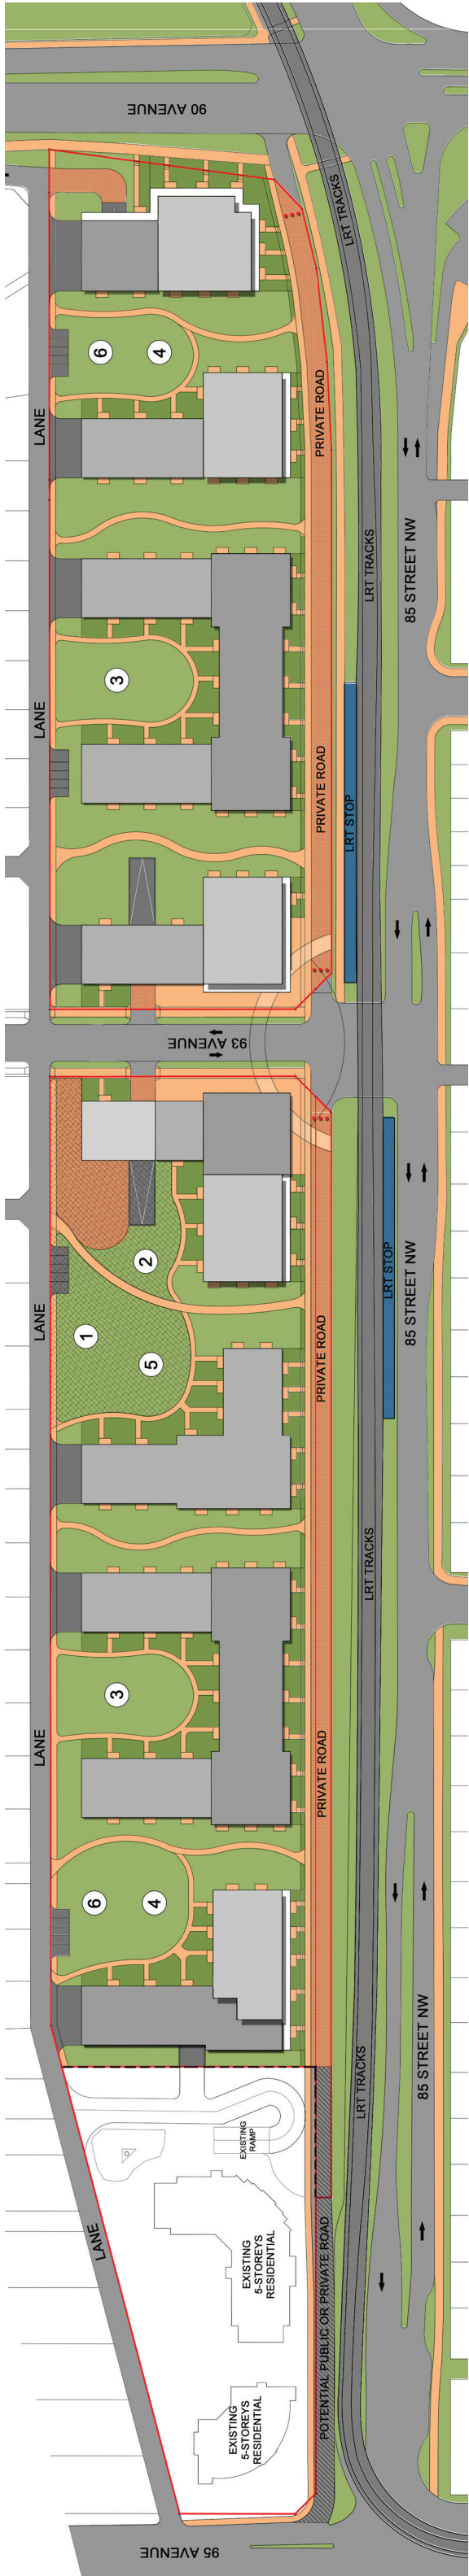 90 AVENUE
LRT TRACKS
6
4
LANE
PRIVATE ROAD
LRT TRACKS
85 STREET NW
3
LANE
PRIVATE ROAD
LRT STOP
93 AVENUE
1
2
5
LANE
PRIVATE ROAD
LRT STOP
85 STREET NW
LRT TRACKS
3
LANE
PRIVATE ROAD
6
4
LRT TRACKS
85 STREET NW
EXISTING
RAMP
LANE
EXISTING
5-STOREYS
RESIDENTIAL
POTENTIAL PUBLIC OR PRIVATE ROAD
EXISTING
5-STOREYS
RESIDENTIAL
95 AVENUE